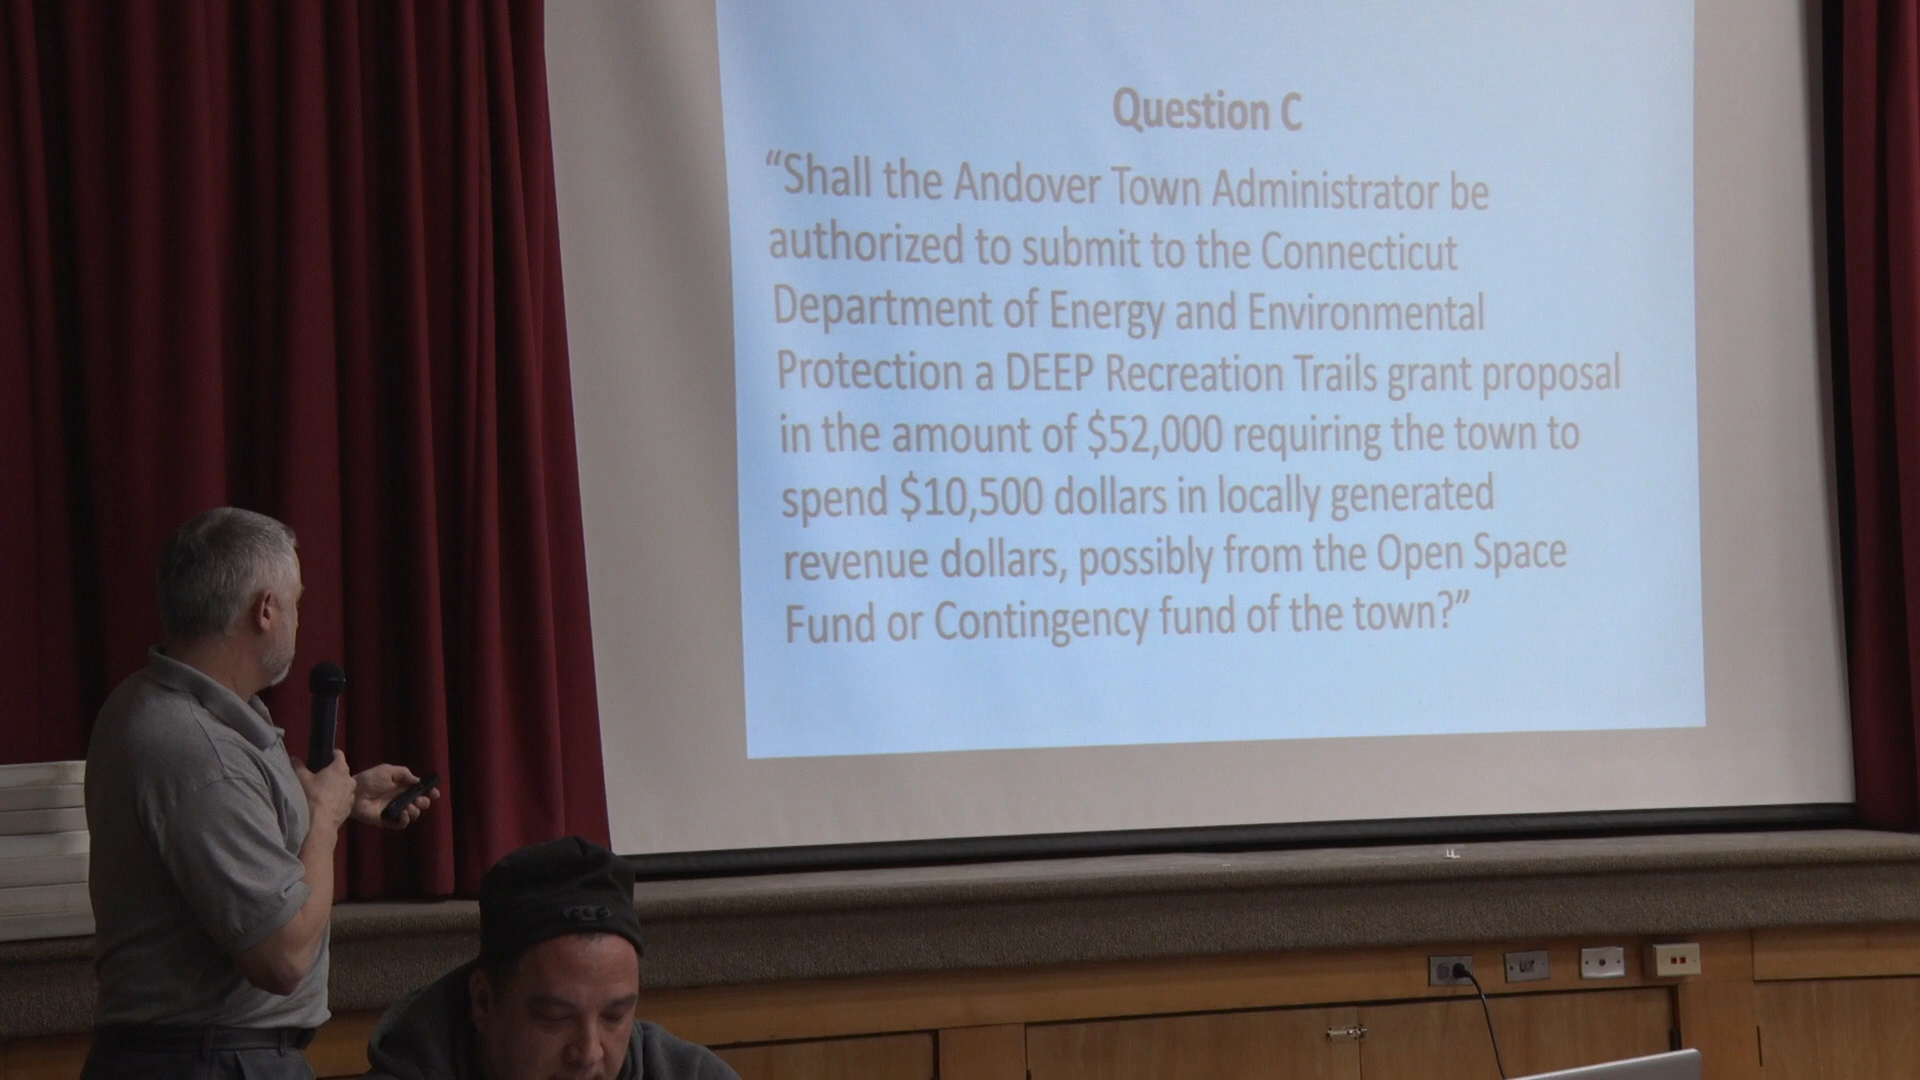 Question C
“Shall the Andover Town Administrator be
authorized to submit to the Connecticut
Department of Energy and Environmental
Protection a DEEP Recreation Trails grant proposal
in the amount of $52,000 requiring the town to
spend $10,500 dollars in locally generated
revenue dollars, possibly from the Open Space
Fund or Contingency fund of the town?”